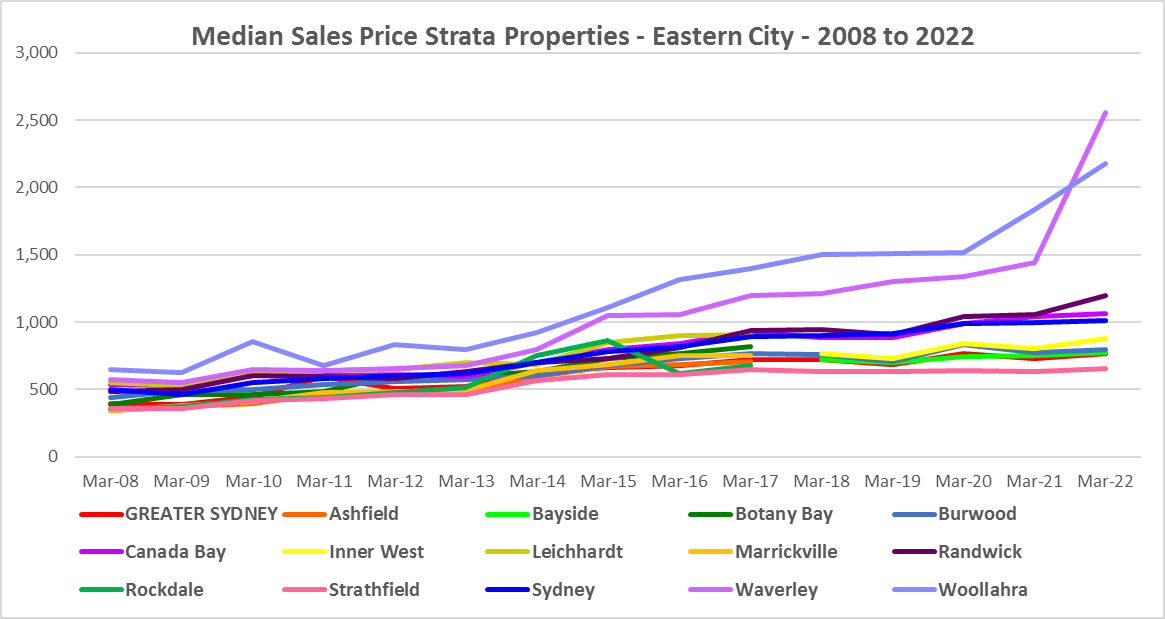 Median Sales Price Strata Properties - Eastern City - 2008 to 2022
3,000
2,500
2,000
1,500
1,000
500
0
Mar-08 Mar-09 Mar-10 Mar-11 Mar-12 Mar-13 Mar-14 Mar-15 Mar-16 Mar-17 Mar-18 Mar-19 Mar-20 Mar-21 Mar-22
GREATER SYDNEY Ashfield Bayside Botany Bay Burwood
Canada Bay Inner West Leichhardt Marrickville Randwick
Rockdale Strathfield Sydney Waverley Woollahra